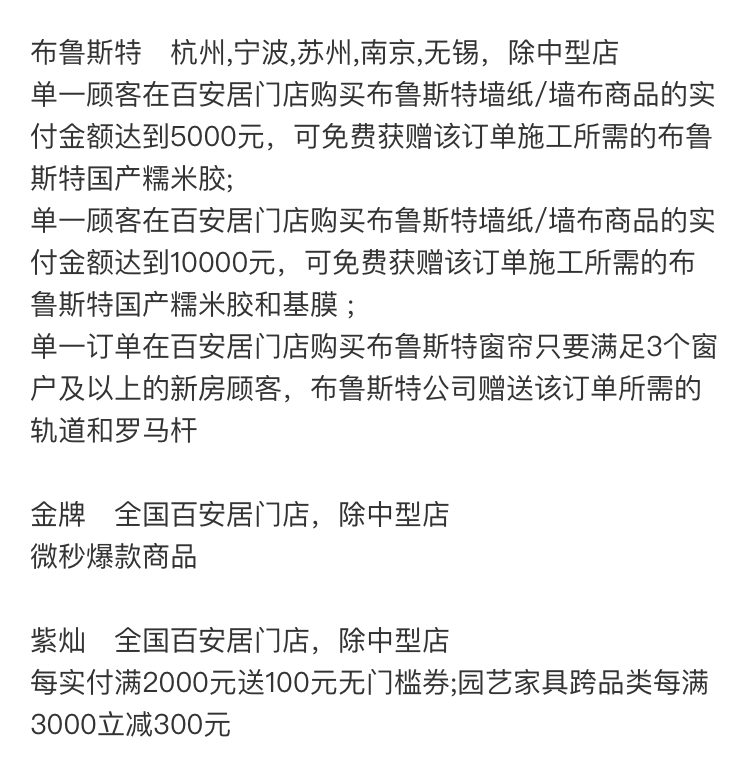 布鲁斯特　杭州,宁波,苏州,南京,无锡，除中型店
单一顾客在百安居门店购买布鲁斯特墙纸/墙布商品的实
付金额达到5000元，可免费获赠该订单施工所需的布鲁
斯特国产糯米胶;
单一顾客在百安居门店购买布鲁斯特墙纸/墙布商品的实
付金额达到10000元，可免费获赠该订单施工所需的布
鲁斯特国产糯米胶和基膜 ;
单一订单在百安居门店购买布鲁斯特窗帘只要满足3个窗
户及以上的新房顾客，布鲁斯特公司赠送该订单所需的
轨道和罗马杆
金牌　全国百安居门店，除中型店
微秒爆款商品
紫灿　全国百安居门店，除中型店
每实付满2000元送100元无门槛券;园艺家具跨品类每满
3000立减300元